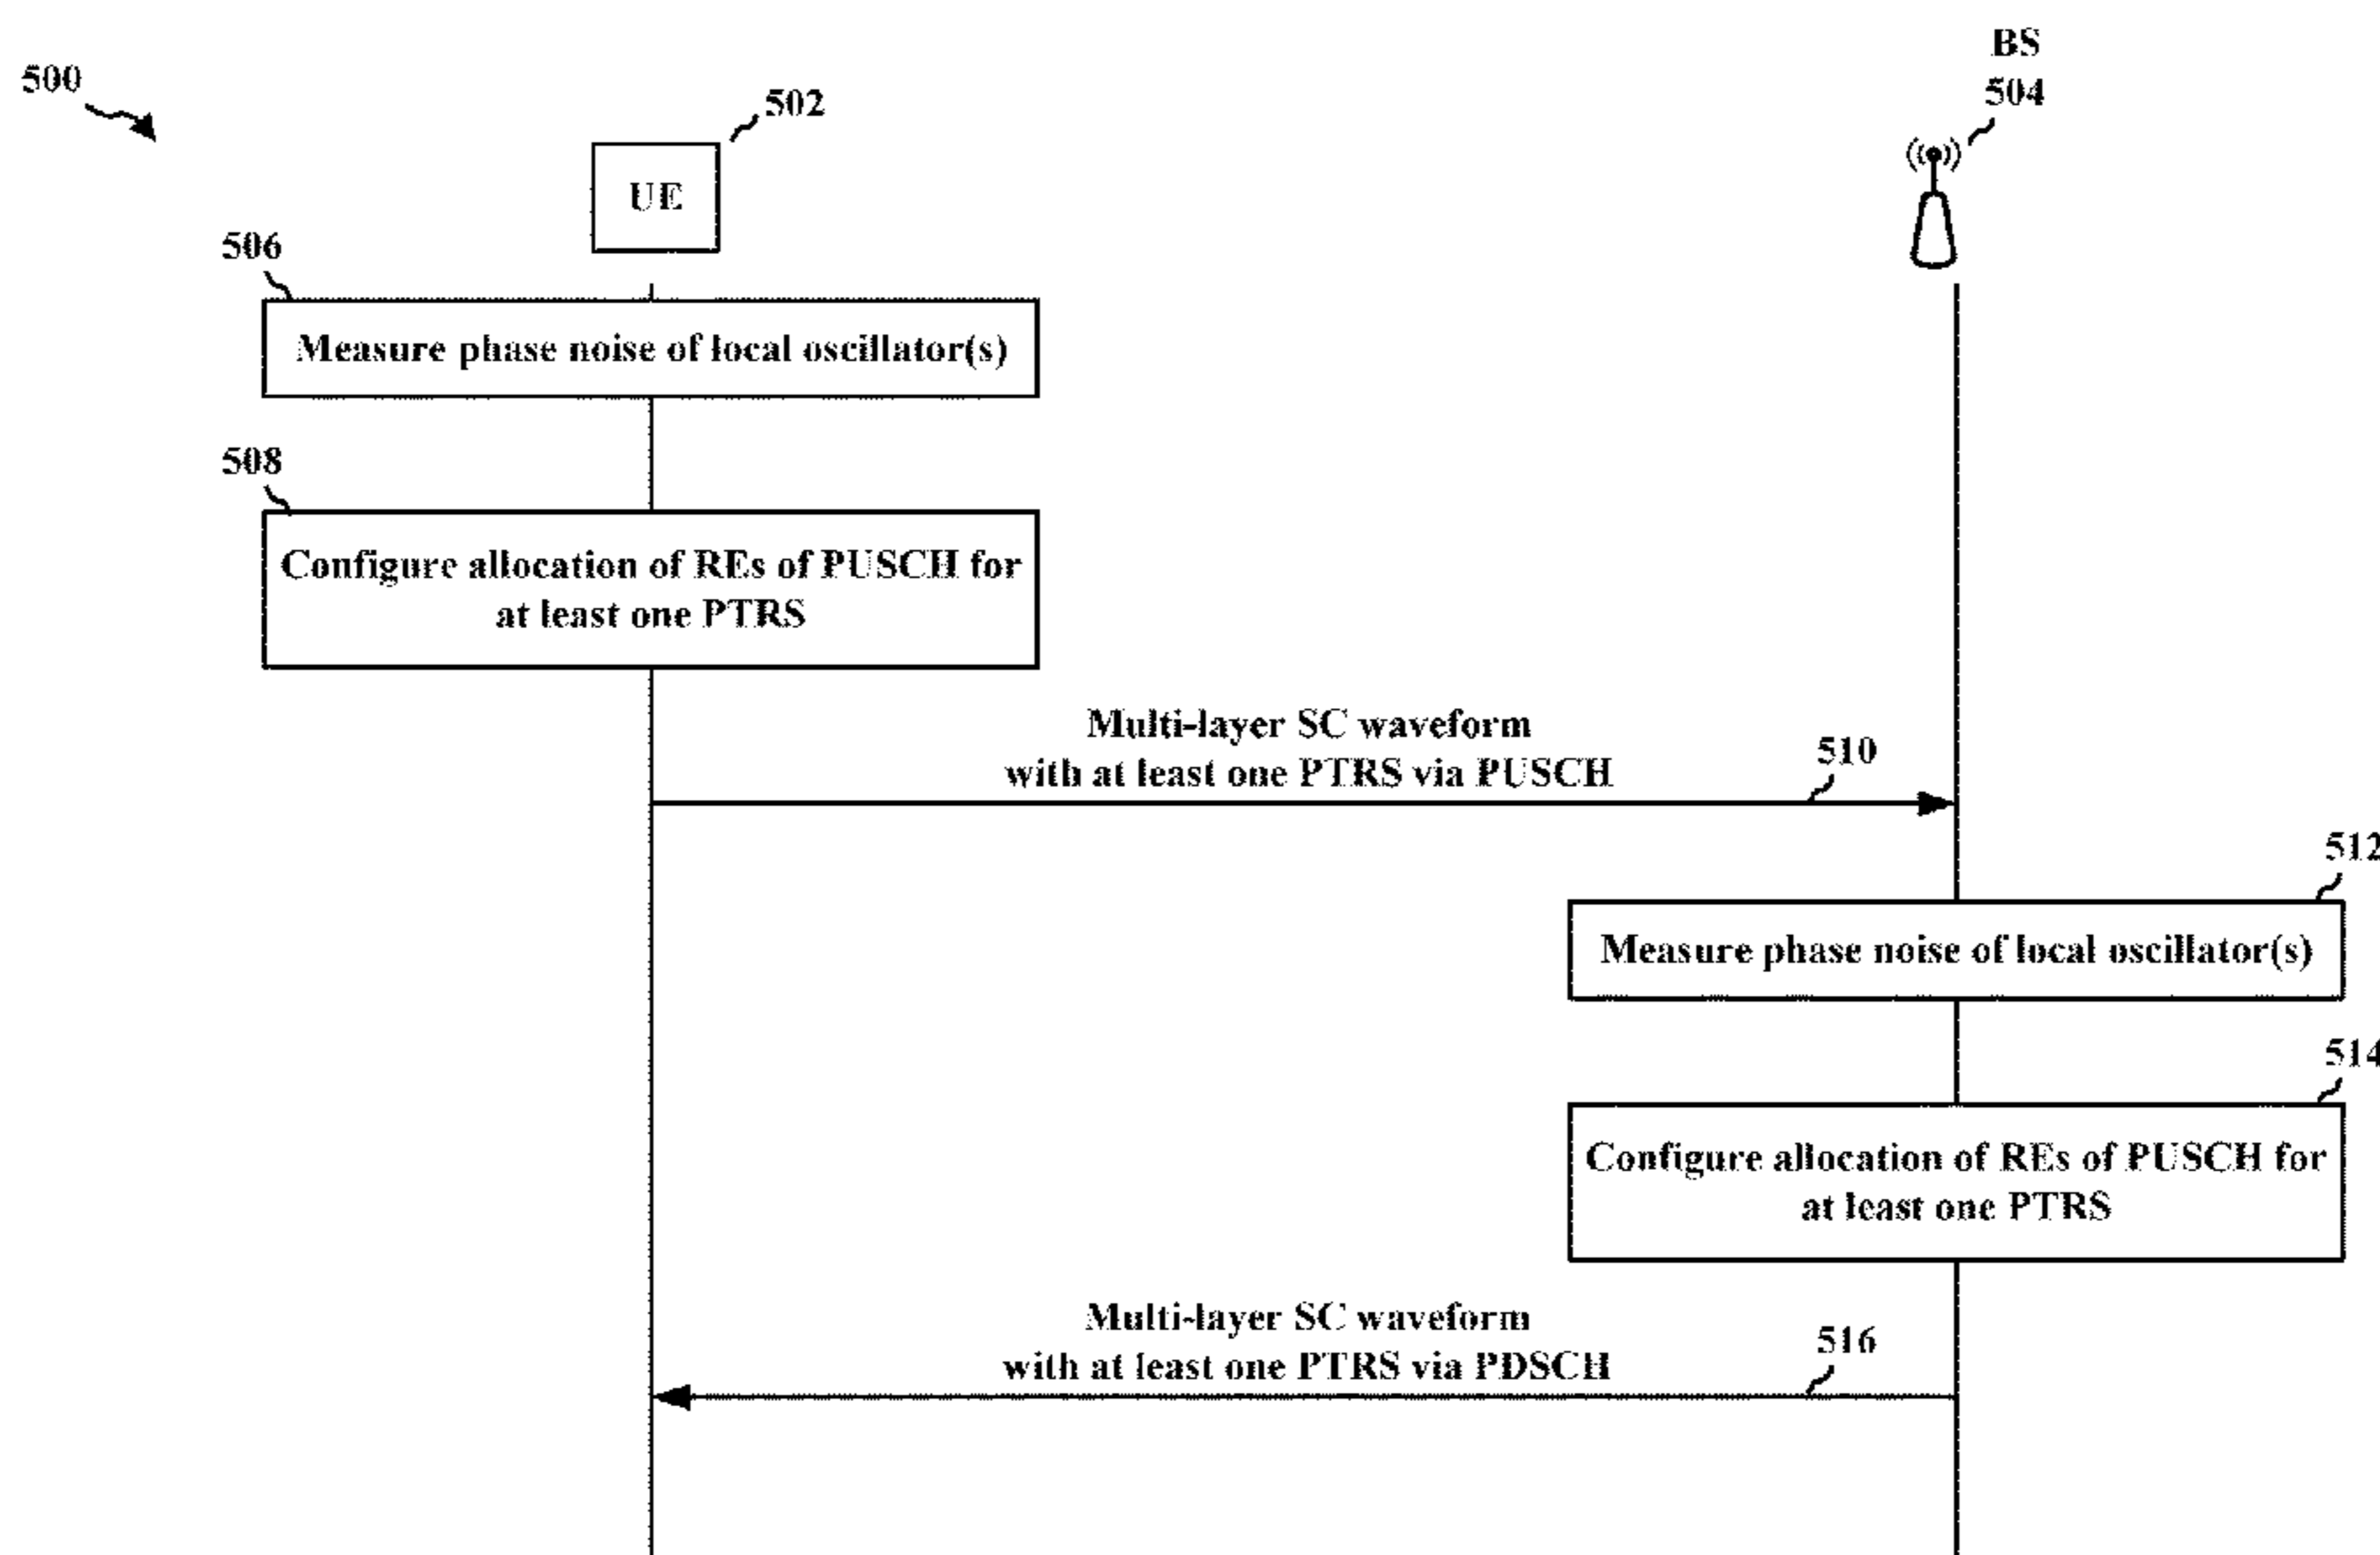 BS
500
504
502
UE
506
Measure phase noise of local oscillator(s)
508
Configure allocation of REs of PUSCH for
at least one PTRS
Multi-layer SC waveform
with at least one PTRS via PUSCH
510
512
Measure phase noise of local oscillator(s)
514
Configure allocation of REs of PUSCH for
at least one PTRS
Multi-layer SC waveform
with at least one PTRS via PDSCH
516